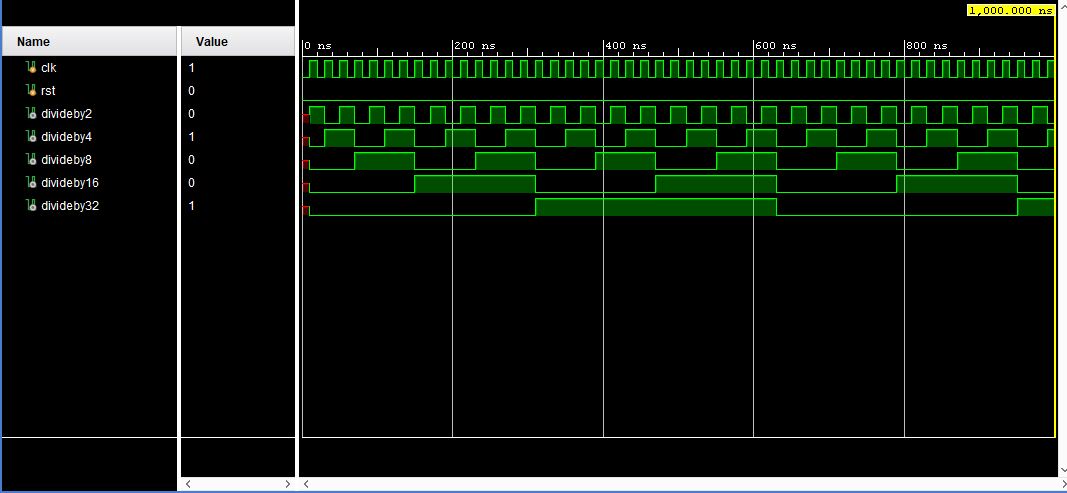 1,000.000 ns
Name Value
0 ns 200 ns 400 ns 600 ns 800 ns
clk 1
rst 0
divideby2 0
divideby4 1
divideby8 0
divideby16 0
divideby32 1